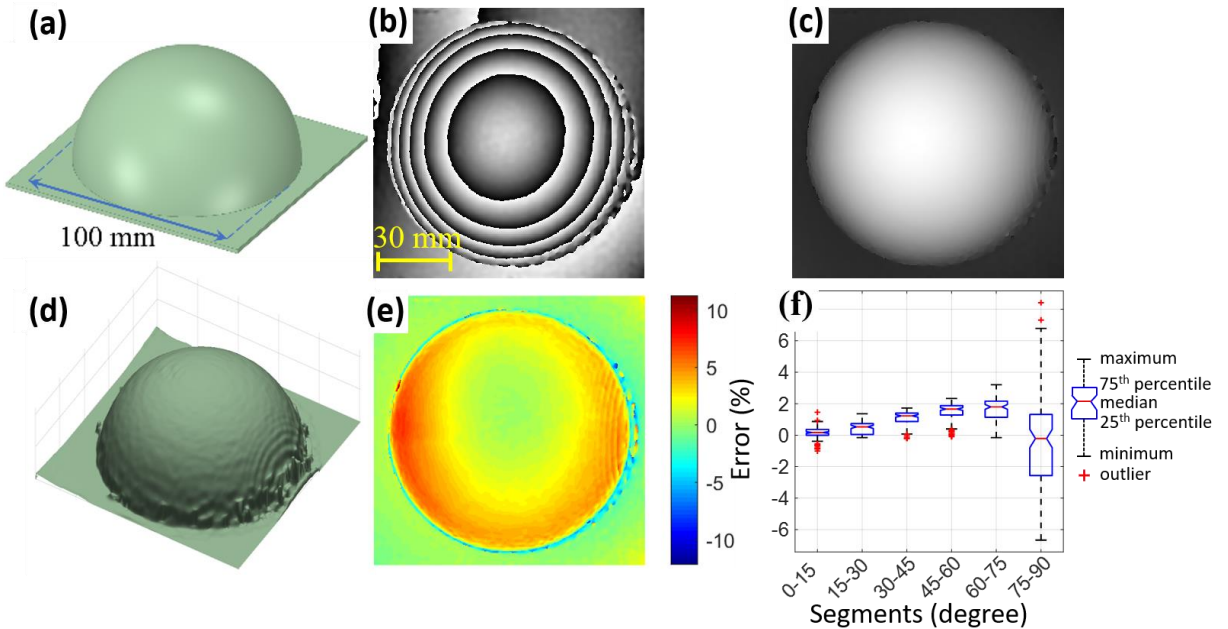 (a)
100 mm
(b)
30 mm
(c)
(d)
(e)
10
5
0
-5
-10
Error (%)
(f)
6
4
2
0
-2
-4
-6
0-15
15-30
30-45
45-60
60-75
75-90
Segments (degree)
maximum
75th percentile
median
25th percentile
minimum
outlier